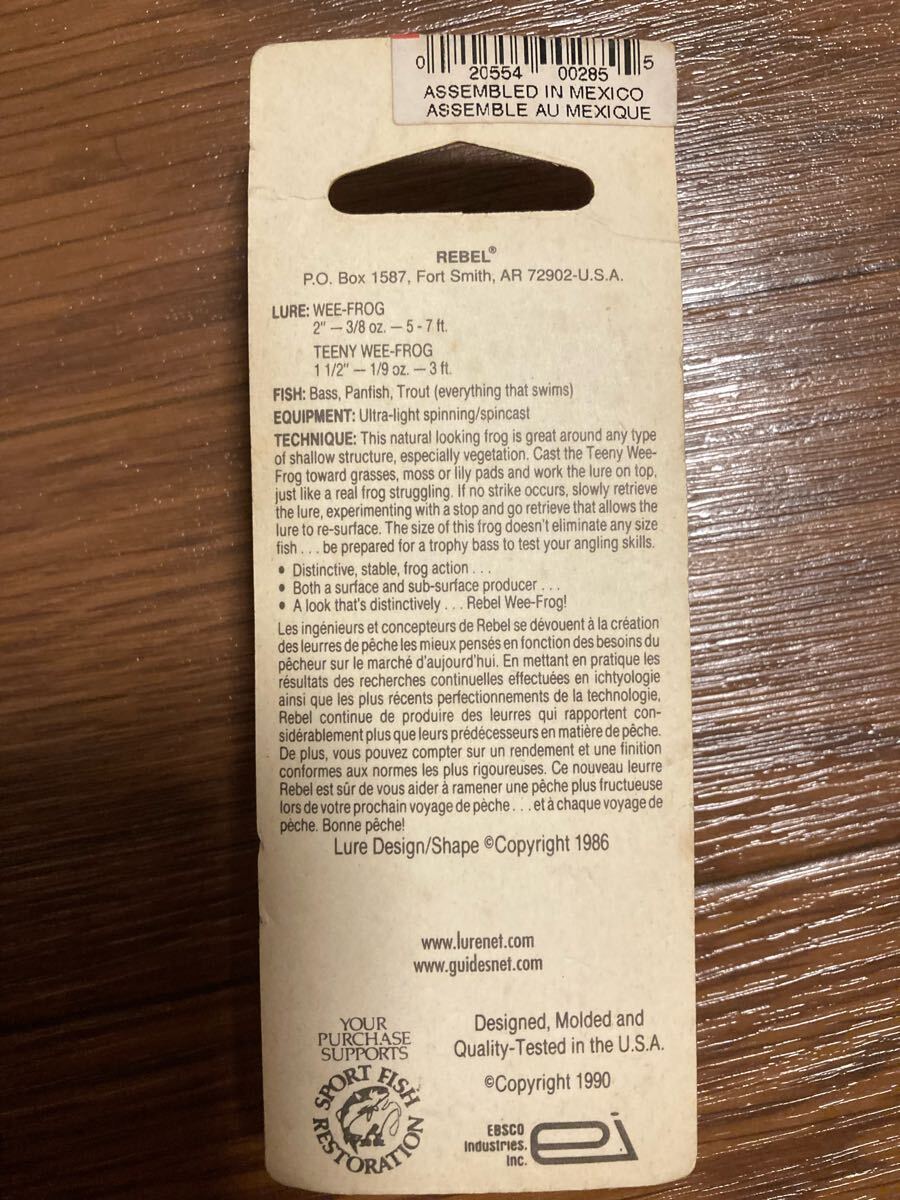 0 20554 00285 5
ASSEMBLED IN MEXICO
ASSEMBLE AU MEXIQUE
REBEL®
P.O. Box 1587, Fort Smith, AR 72902-U.S.A.
LURE: WEE-FROG
2" — 3/8 oz. — 5 - 7 ft.
TEENY WEE-FROG
1 1/2" — 1/9 oz. — 3 ft.
FISH: Bass, Panfish, Trout (everything that swims)
EQUIPMENT: Ultra-light spinning/spincast
TECHNIQUE: This natural looking frog is great around any type
of shallow structure, especially vegetation. Cast the Teeny Wee-
Frog toward grasses, moss or lily pads and work the lure on top,
just like a real frog struggling. If no strike occurs, slowly retrieve
the lure, experimenting with a stop and go retrieve that allows the
lure to re-surface. The size of this frog doesn't eliminate any size
fish . . . be prepared for a trophy bass to test your angling skills.
• Distinctive, stable, frog action . . .
• Both a surface and sub-surface producer . . .
• A look that's distinctively . . . Rebel Wee-Frog!
Les ingénieurs et concepteurs de Rebel se dévouent à la création
des leurres de pêche les mieux pensés en fonction des besoins du
pêcheur sur le marché d'aujourd'hui. En mettant en pratique les
résultats des recherches continuelles effectuées en ichtyologie
ainsi que les plus récents perfectionnements de la technologie,
Rebel continue de produire des leurres qui rapportent con-
sidérablement plus que leurs prédécesseurs en matière de pêche.
De plus, vous pouvez compter sur un rendement et une finition
conformes aux normes les plus rigoureuses. Ce nouveau leurre
Rebel est sûr de vous aider à ramener une pêche plus fructueuse
lors de votre prochain voyage de pèche . . . et à chaque voyage de
pèche. Bonne pêche!
Lure Design/Shape ©Copyright 1986
www.lurenet.com
www.guidesnet.com
YOUR
PURCHASE
SUPPORTS
SPORT FISH
RESTORATION
Designed, Molded and
Quality-Tested in the U.S.A.
©Copyright 1990
EBSCO
Industries,
Inc.
ei